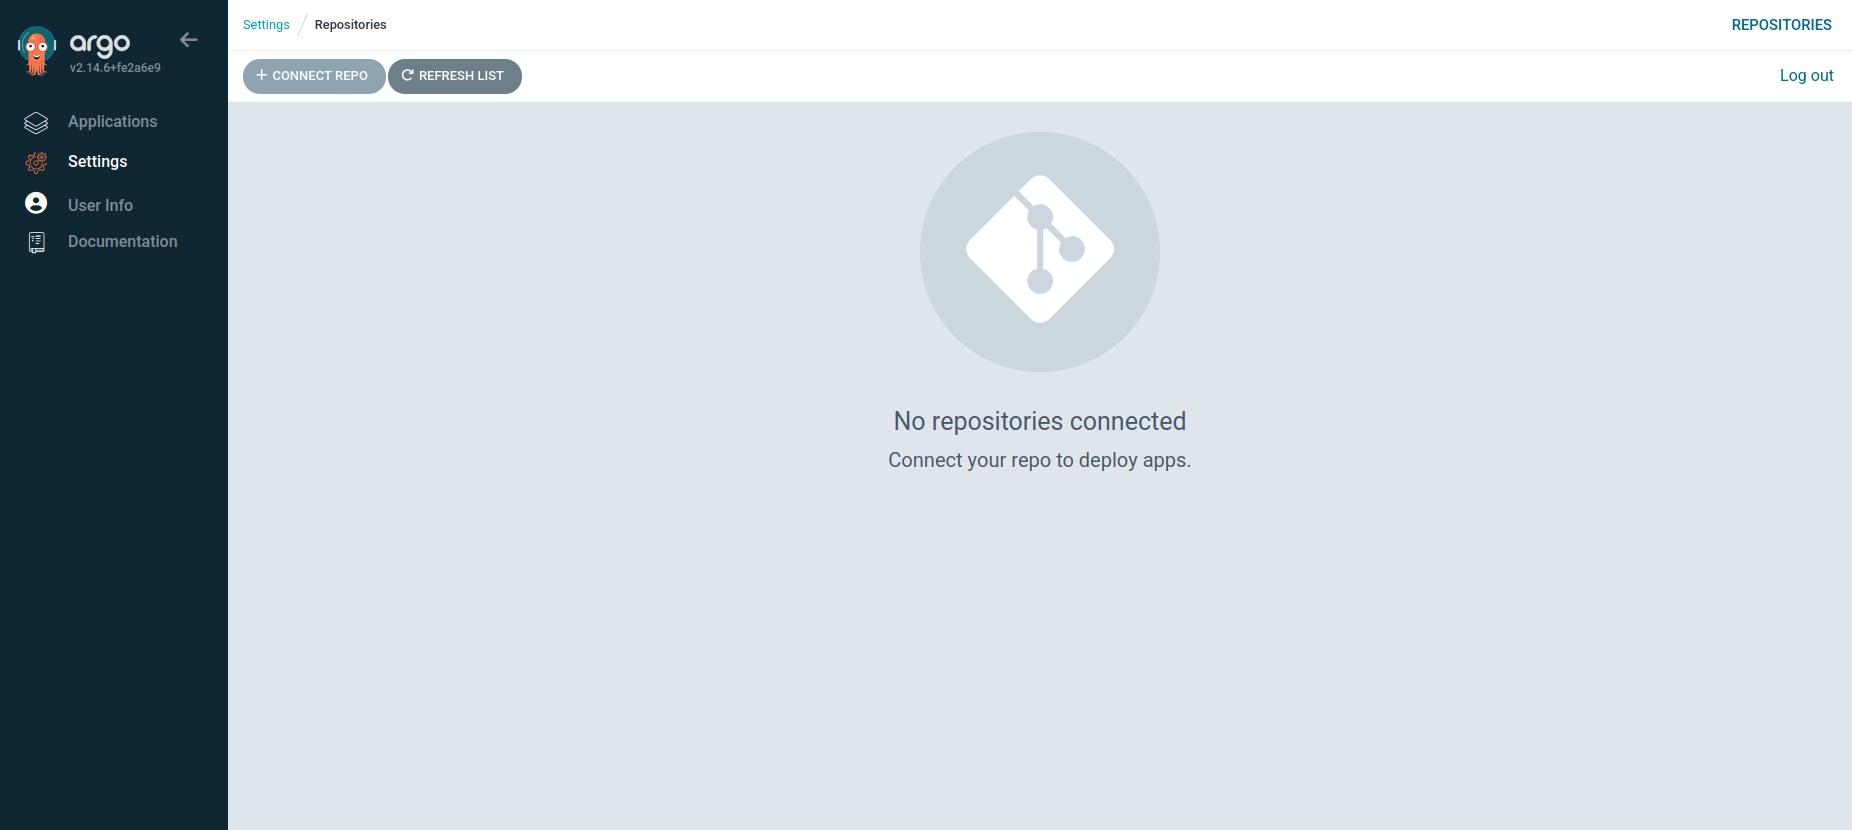 argo
v2.14.6+fe2a6e9
Applications
Settings
User Info
Documentation
Settings / Repositories
REPOSITORIES
+ CONNECT REPO
REFRESH LIST
Log out
No repositories connected
Connect your repo to deploy apps.